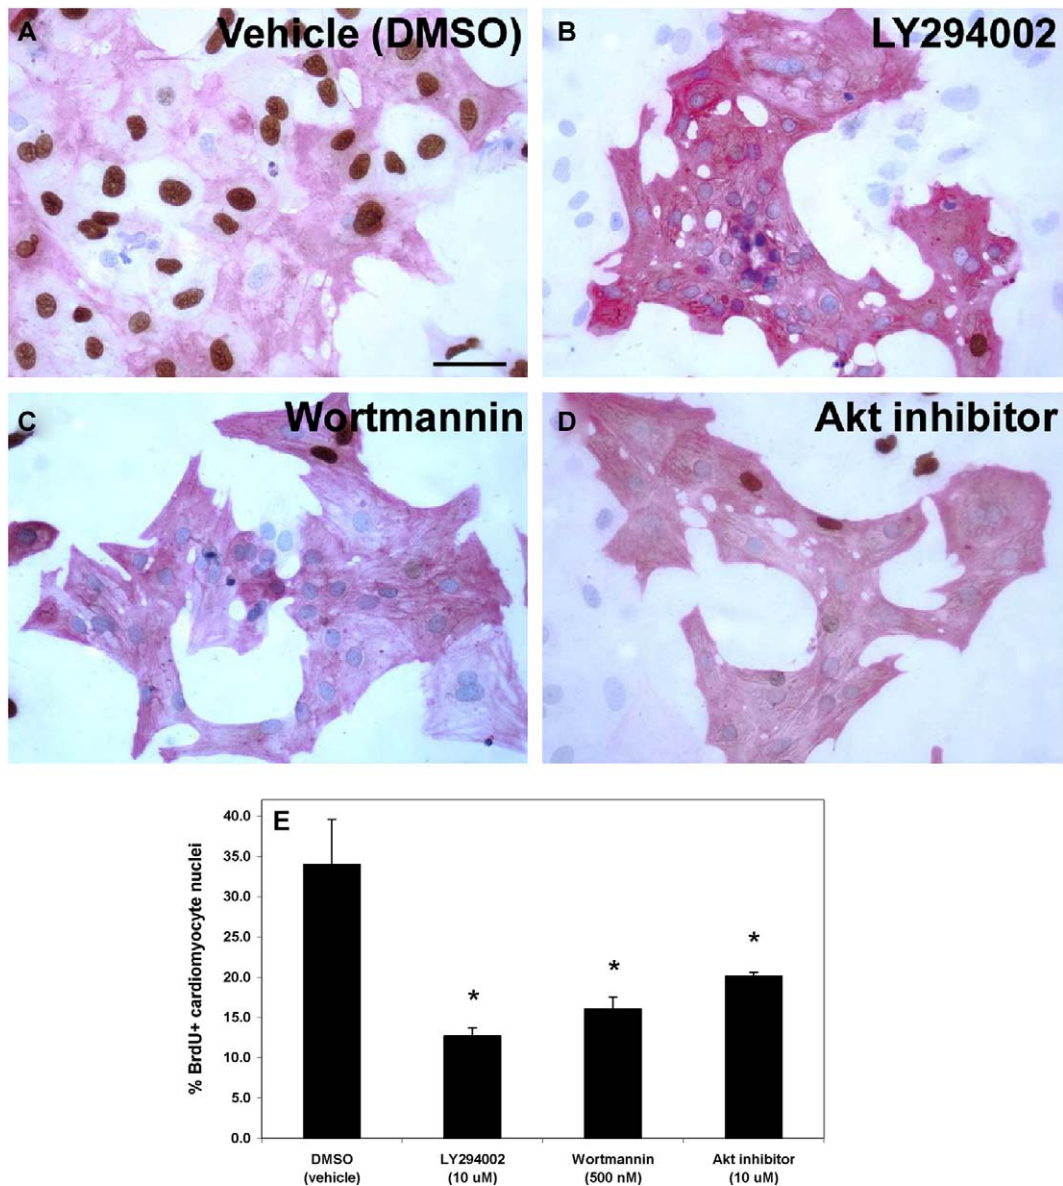 A
Vehicle (DMSO)
B
LY294002
C
Wortmannin
D
Akt inhibitor
E
% BrdU+ cardiomyocyte nuclei
40.0
35.0
30.0
25.0
20.0
15.0
10.0
5.0
0.0
*
*
*
DMSO
(vehicle)
LY294002
(10 uM)
Wortmannin
(500 nM)
Akt inhibitor
(10 uM)